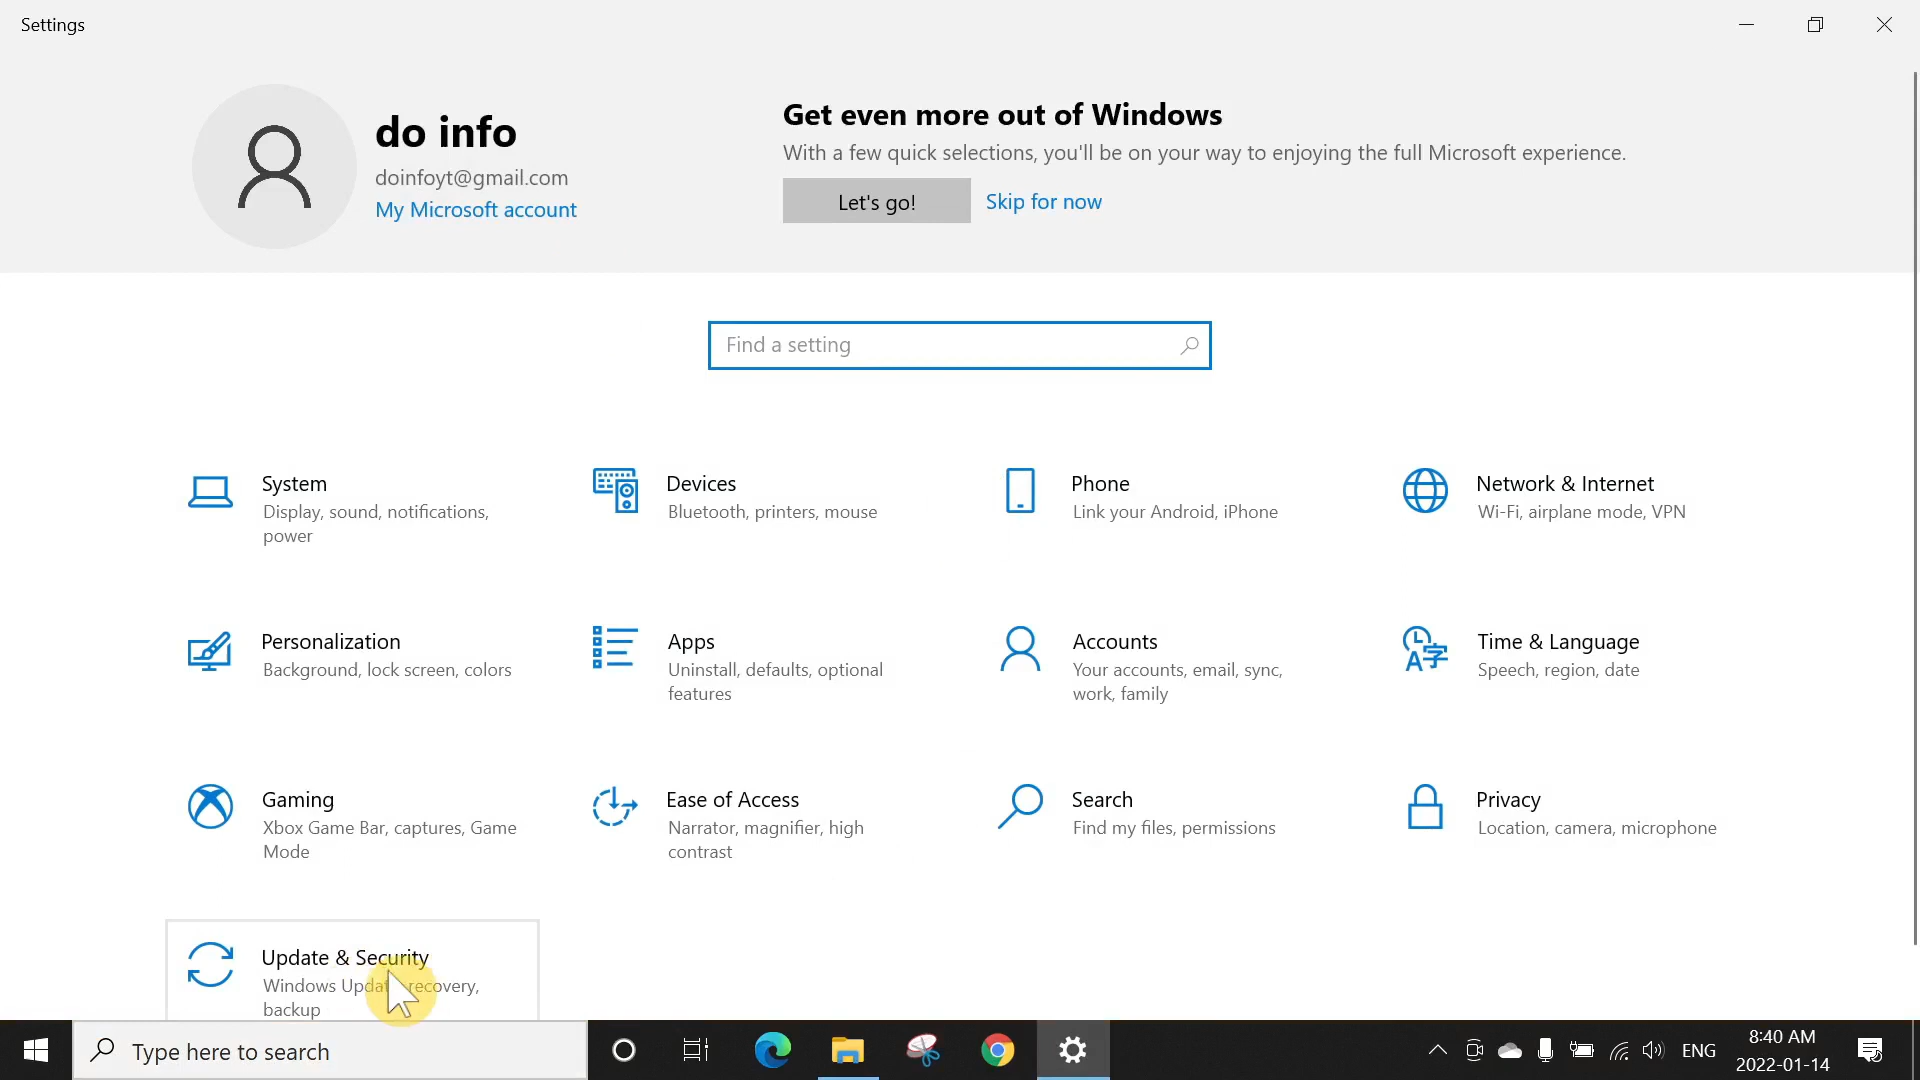 Settings
do info
doinfoyt@gmail.com
My Microsoft account
Get even more out of Windows
With a few quick selections, you'll be on your way to enjoying the full Microsoft experience.
Let's go!
Skip for now
Find a setting
System
Display, sound, notifications,
power
Devices
Bluetooth, printers, mouse
Phone
Link your Android, iPhone
Network & Internet
Wi-Fi, airplane mode, VPN
Personalization
Background, lock screen, colors
Apps
Uninstall, defaults, optional
features
Accounts
Your accounts, email, sync,
work, family
Time & Language
Speech, region, date
Gaming
Xbox Game Bar, captures, Game
Mode
Ease of Access
Narrator, magnifier, high
contrast
Search
Find my files, permissions
Privacy
Location, camera, microphone
Update & Security
Windows Update, recovery,
backup
Type here to search
ENG
8:40 AM
2022-01-14